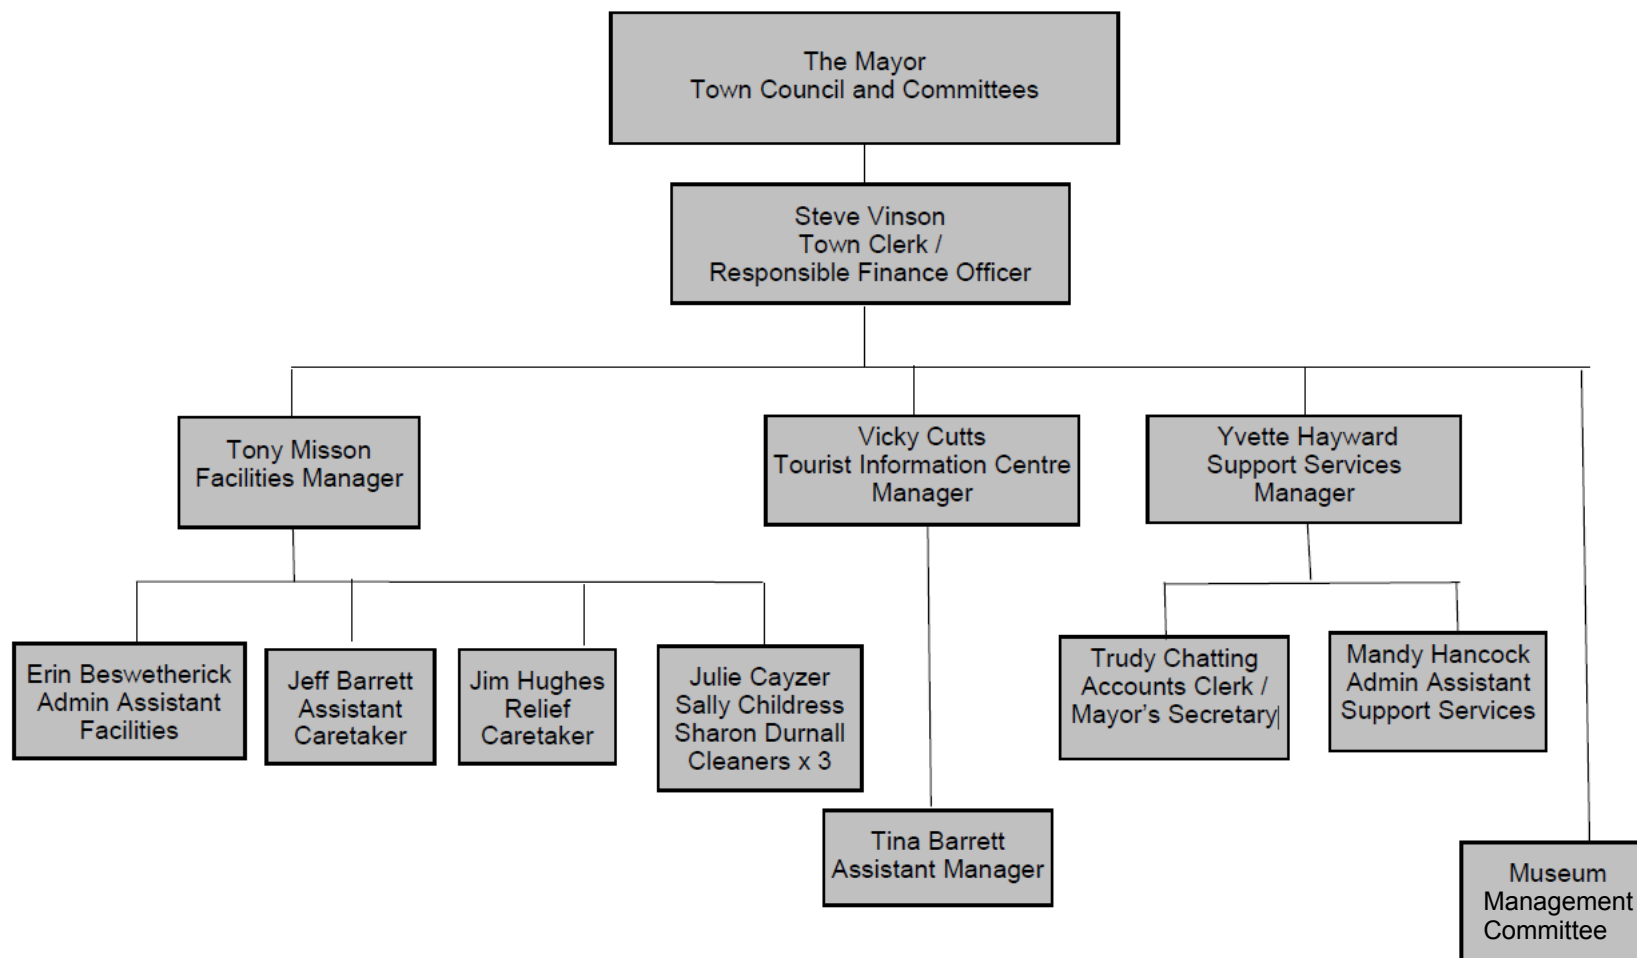 The Mayor
Town Council and Committees
Steve Vinson
Town Clerk /
Responsible Finance Officer
Tony Misson
Facilities Manager
Vicky Cutts
Tourist Information Centre
Manager
Yvette Hayward
Support Services
Manager
Erin Beswetherick
Admin Assistant
Facilities
Jeff Barrett
Assistant
Caretaker
Jim Hughes
Relief
Caretaker
Julie Cayzer
Sally Childress
Sharon Durnall
Cleaners x 3
Trudy Chatting
Accounts Clerk /
Mayor's Secretary
Mandy Hancock
Admin Assistant
Support Services
Tina Barrett
Assistant Manager
Museum
Management
Committee